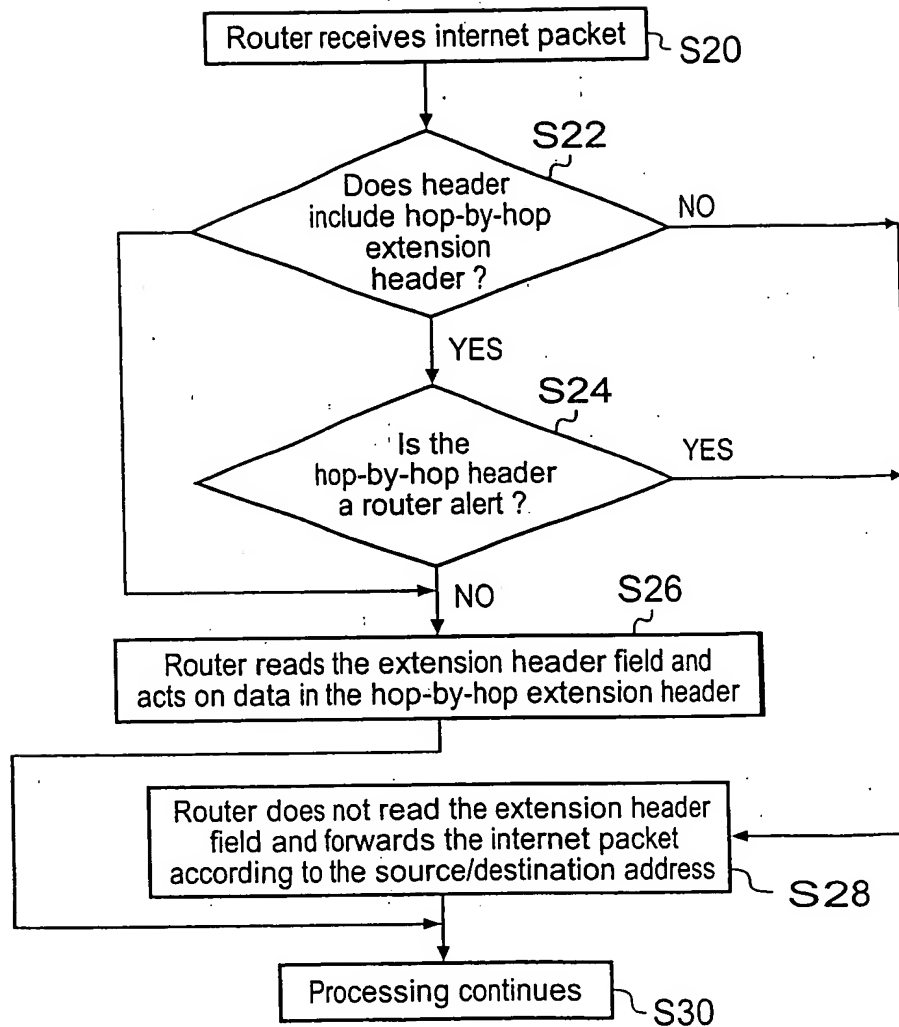 Router receives internet packet
S20
S22
Does header
include hop-by-hop
extension
header ?
NO
YES
S24
Is the
hop-by-hop header
a router alert ?
YES
NO
S26
Router reads the extension header field and
acts on data in the hop-by-hop extension header
Router does not read the extension header
field and forwards the internet packet
according to the source/destination address
S28
Processing continues
S30